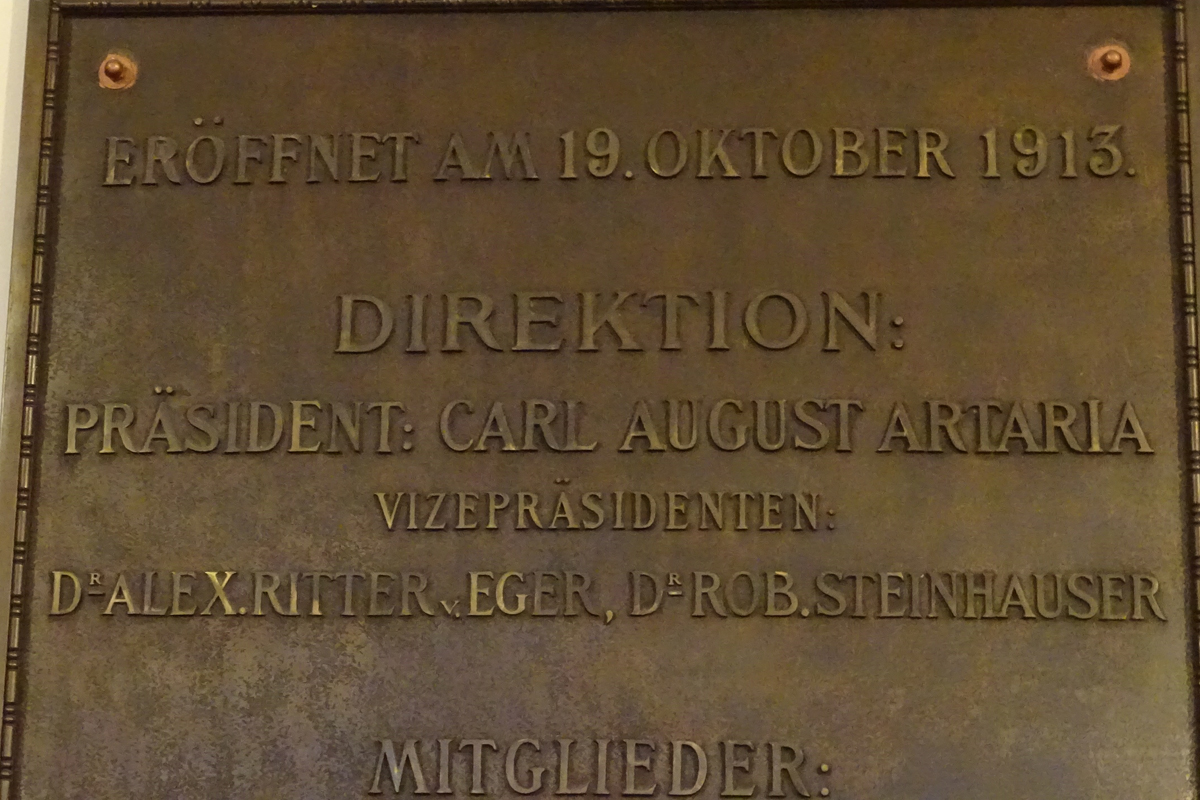 ERÖFFNET AM 19. OKTOBER 1913.
DIREKTION:
PRÄSIDENT: CARL AUGUST ARTARIA
VIZEPRÄSIDENTEN:
DR ALEX. RITTER v. EGER, DR ROB. STEINHAUSER
MITGLIEDER: